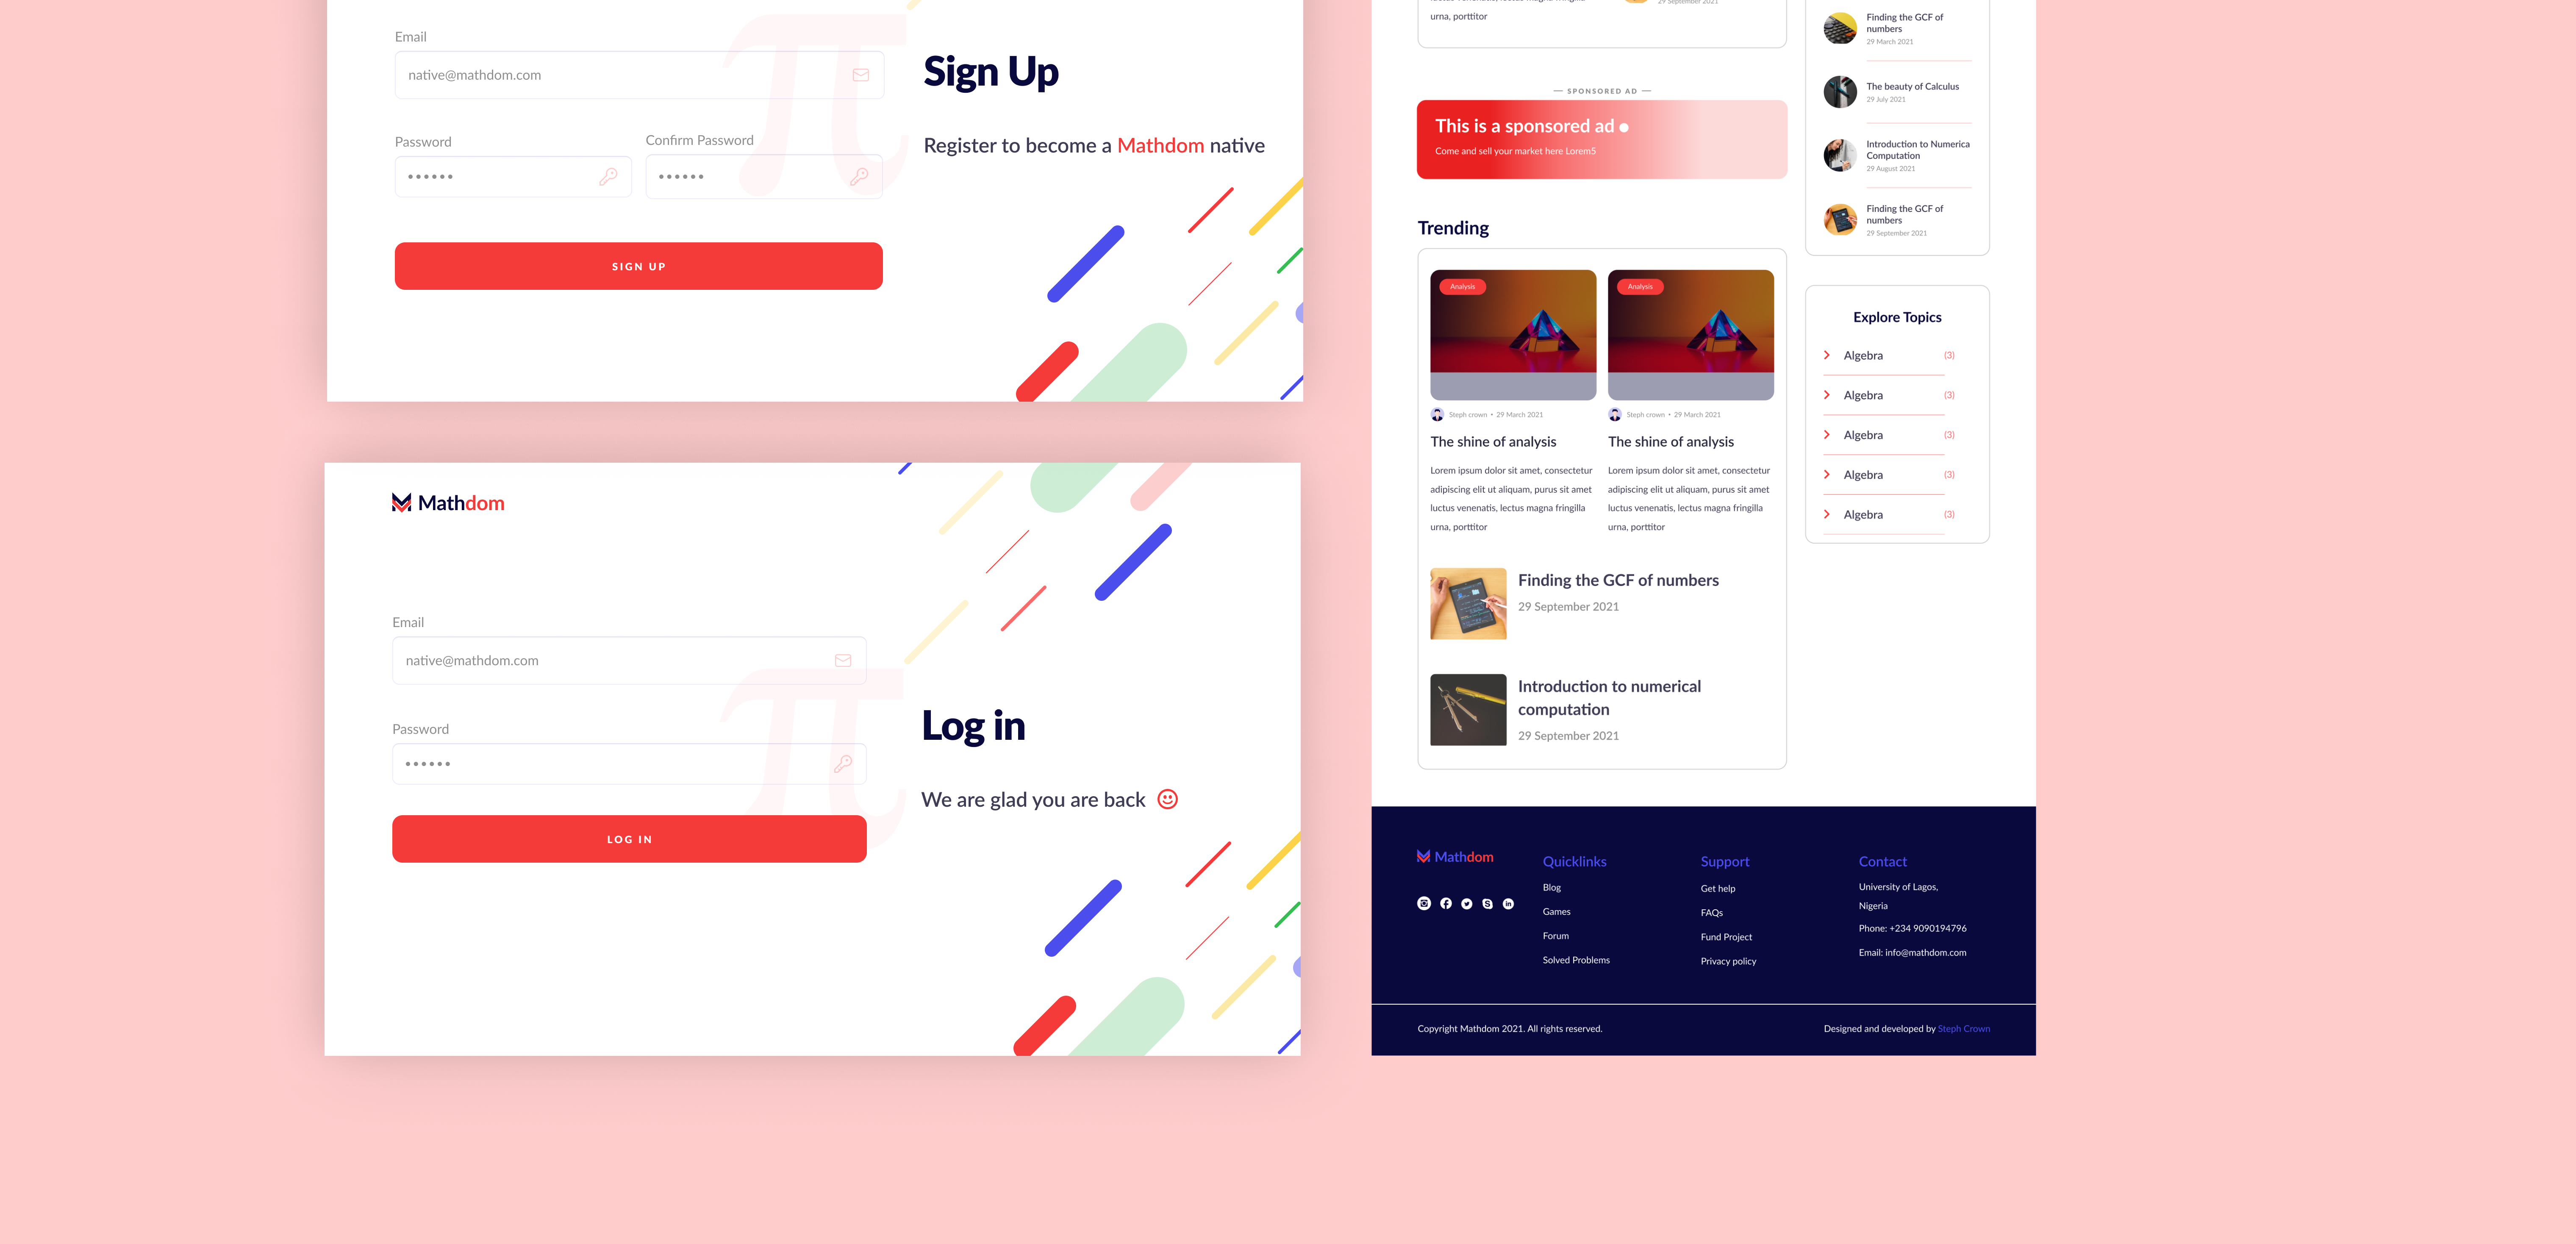 Email
native@mathdom.com
Password
Confirm Password
SIGN UP
Sign Up
Register to become a Mathdom native
Mathdom
Email
native@mathdom.com
Password
LOG IN
Log in
We are glad you are back
urna, porttitor
29 September 2021
— SPONSORED AD —
This is a sponsored ad
Come and sell your market here Lorem5
Trending
Analysis
Steph crown • 29 March 2021
The shine of analysis
Lorem ipsum dolor sit amet, consectetur
adipiscing elit ut aliquam, purus sit amet
luctus venenatis, lectus magna fringilla
urna, porttitor
Analysis
Steph crown • 29 March 2021
The shine of analysis
Lorem ipsum dolor sit amet, consectetur
adipiscing elit ut aliquam, purus sit amet
luctus venenatis, lectus magna fringilla
urna, porttitor
Finding the GCF of numbers
29 September 2021
Introduction to numerical
computation
29 September 2021
Finding the GCF of
numbers
29 March 2021
The beauty of Calculus
29 July 2021
Introduction to Numerica
Computation
29 August 2021
Finding the GCF of
numbers
29 September 2021
Explore Topics
Algebra (3)
Algebra (3)
Algebra (3)
Algebra (3)
Algebra (3)
Mathdom
Quicklinks
Blog
Games
Forum
Solved Problems
Support
Get help
FAQs
Fund Project
Privacy policy
Contact
University of Lagos,
Nigeria
Phone: +234 9090194796
Email: info@mathdom.com
Copyright Mathdom 2021. All rights reserved.
Designed and developed by Steph Crown